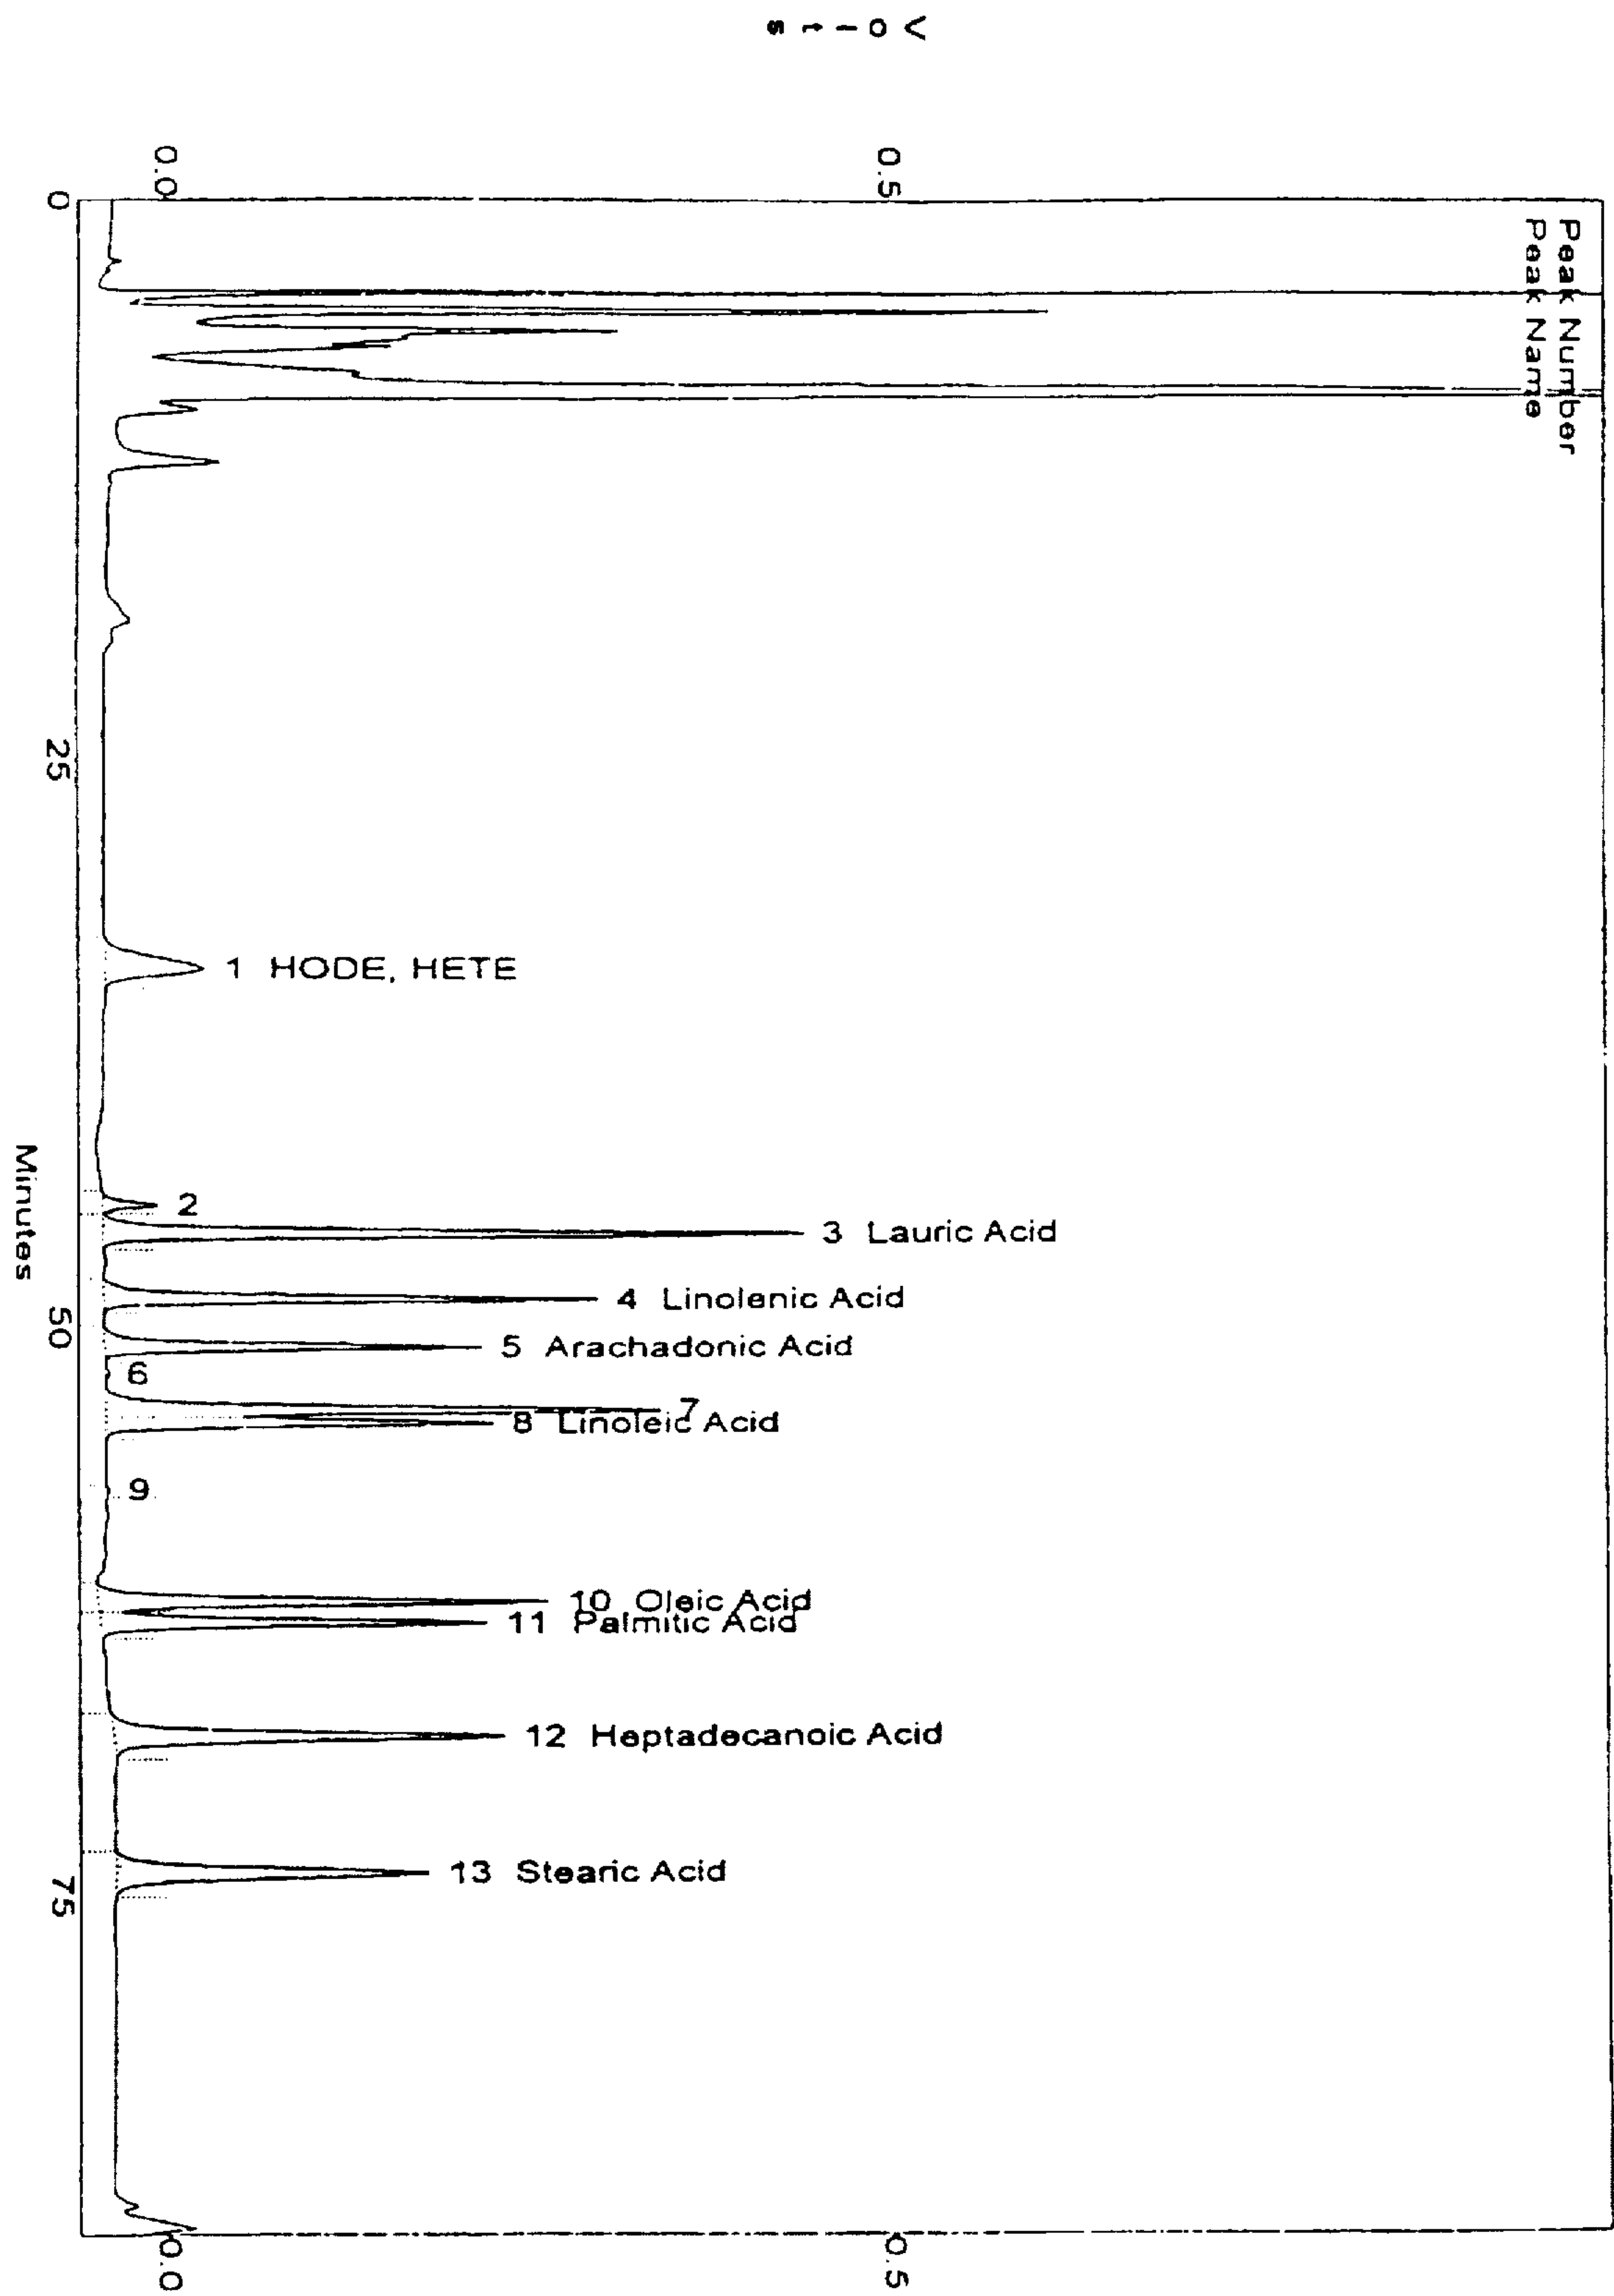 Volts
0.0
0.5
Peak Number
Peak Name
0
25
1 HODE, HETE
2
3 Lauric Acid
4 Linolenic Acid
50
5 Arachadonic Acid
6
7
8 Linoleic Acid
9
10 Oleic Acid
11 Palmitic Acid
12 Heptadecanoic Acid
13 Stearic Acid
75
0.0
0.5
Minutes